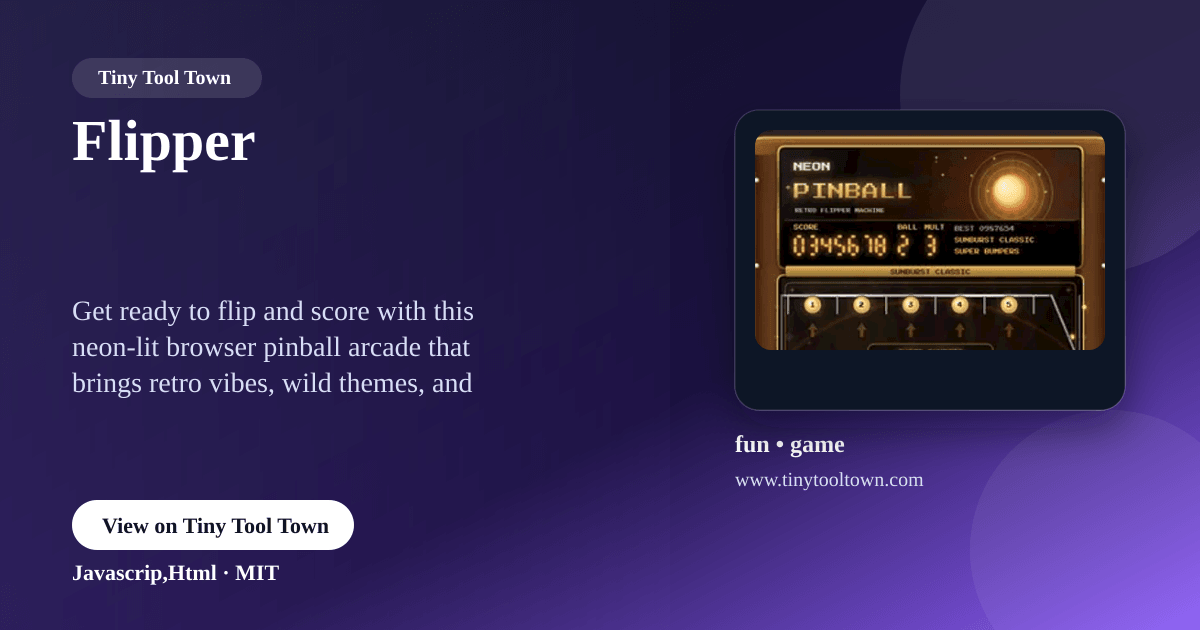 Tiny Tool Town
Flipper
Get ready to flip and score with this
neon-lit browser pinball arcade that
brings retro vibes, wild themes, and
View on Tiny Tool Town
Javascrip,Html · MIT
NEON
PINBALL
RETRO FLIPPER MACHINE
SCORE BALL MULT BEST 0987654
0345678 2 3 SUNBURST CLASSIC
SUPER BUMPERS
SUNBURST CLASSIC
1 2 3 4 5
fun • game
www.tinytooltown.com